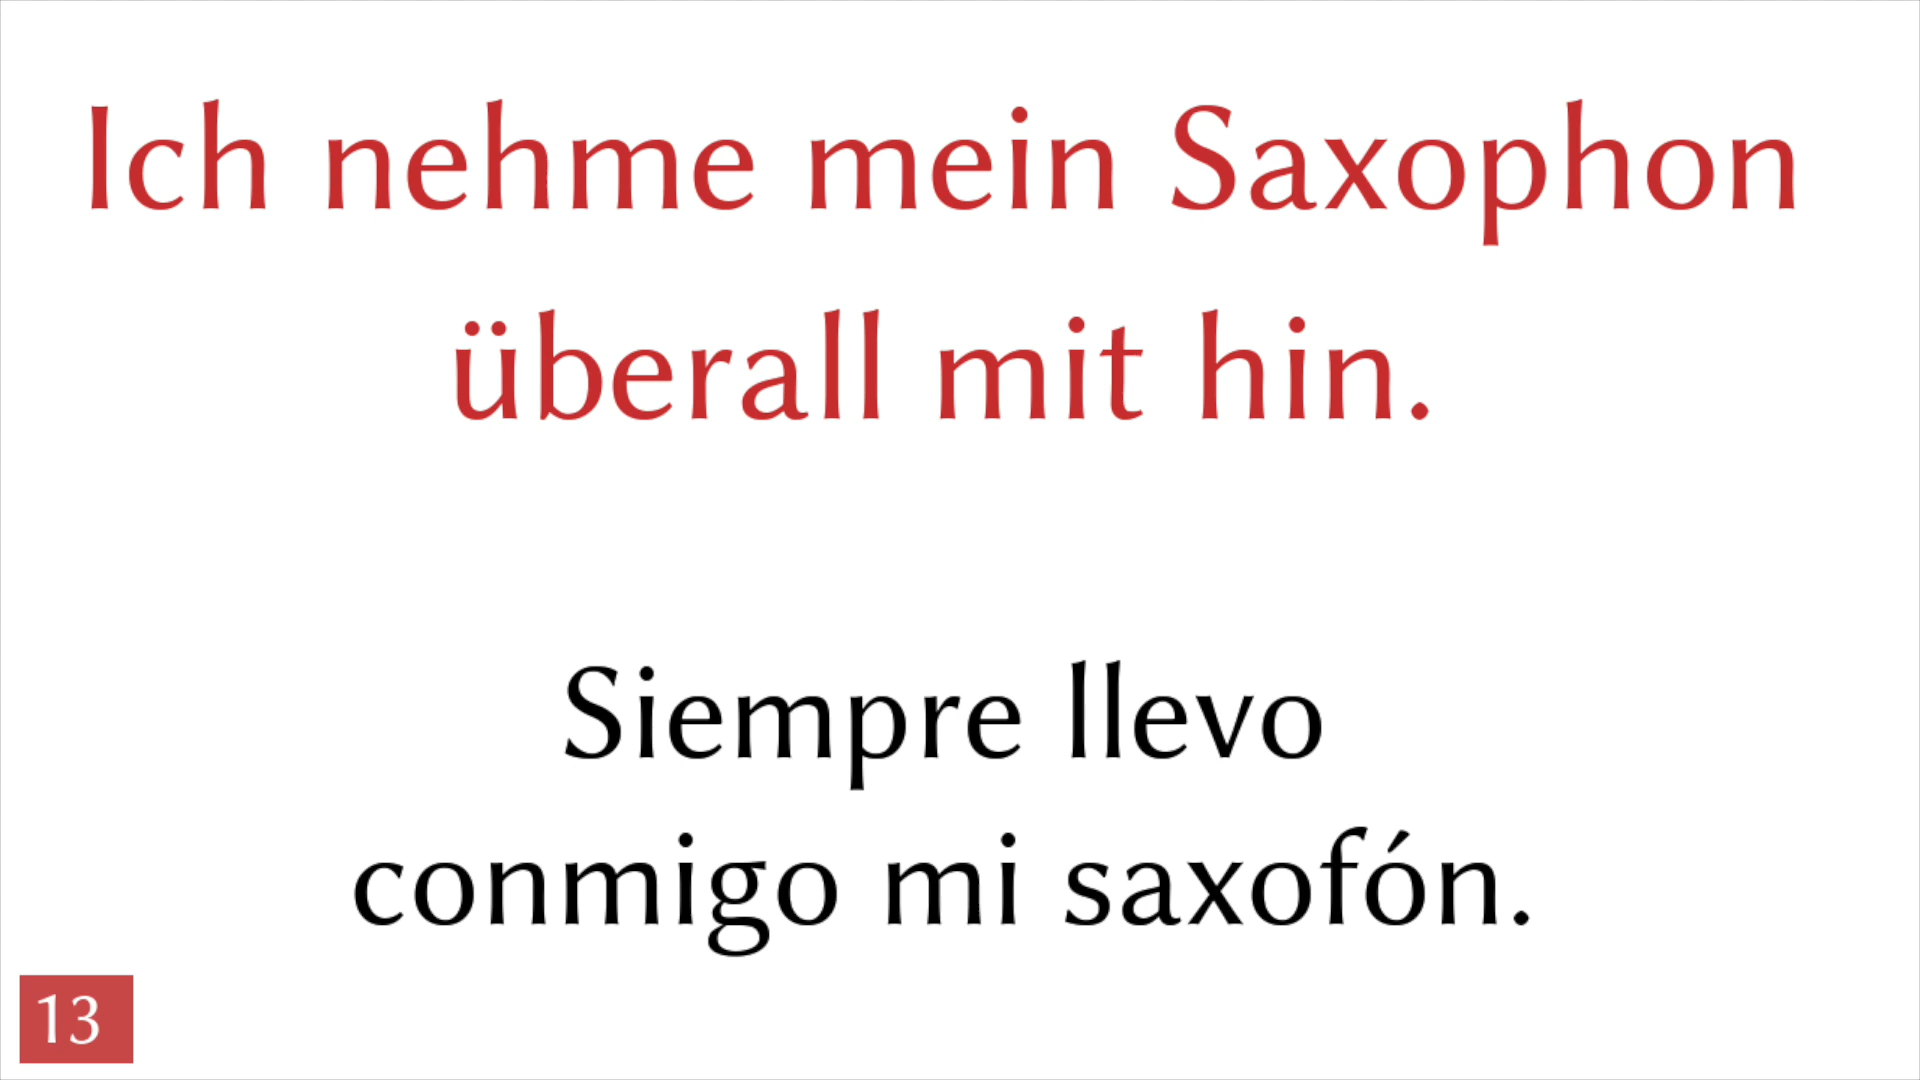 Ich nehme mein Saxophon
überall mit hin.
Siempre llevo
conmigo mi saxofón.
13